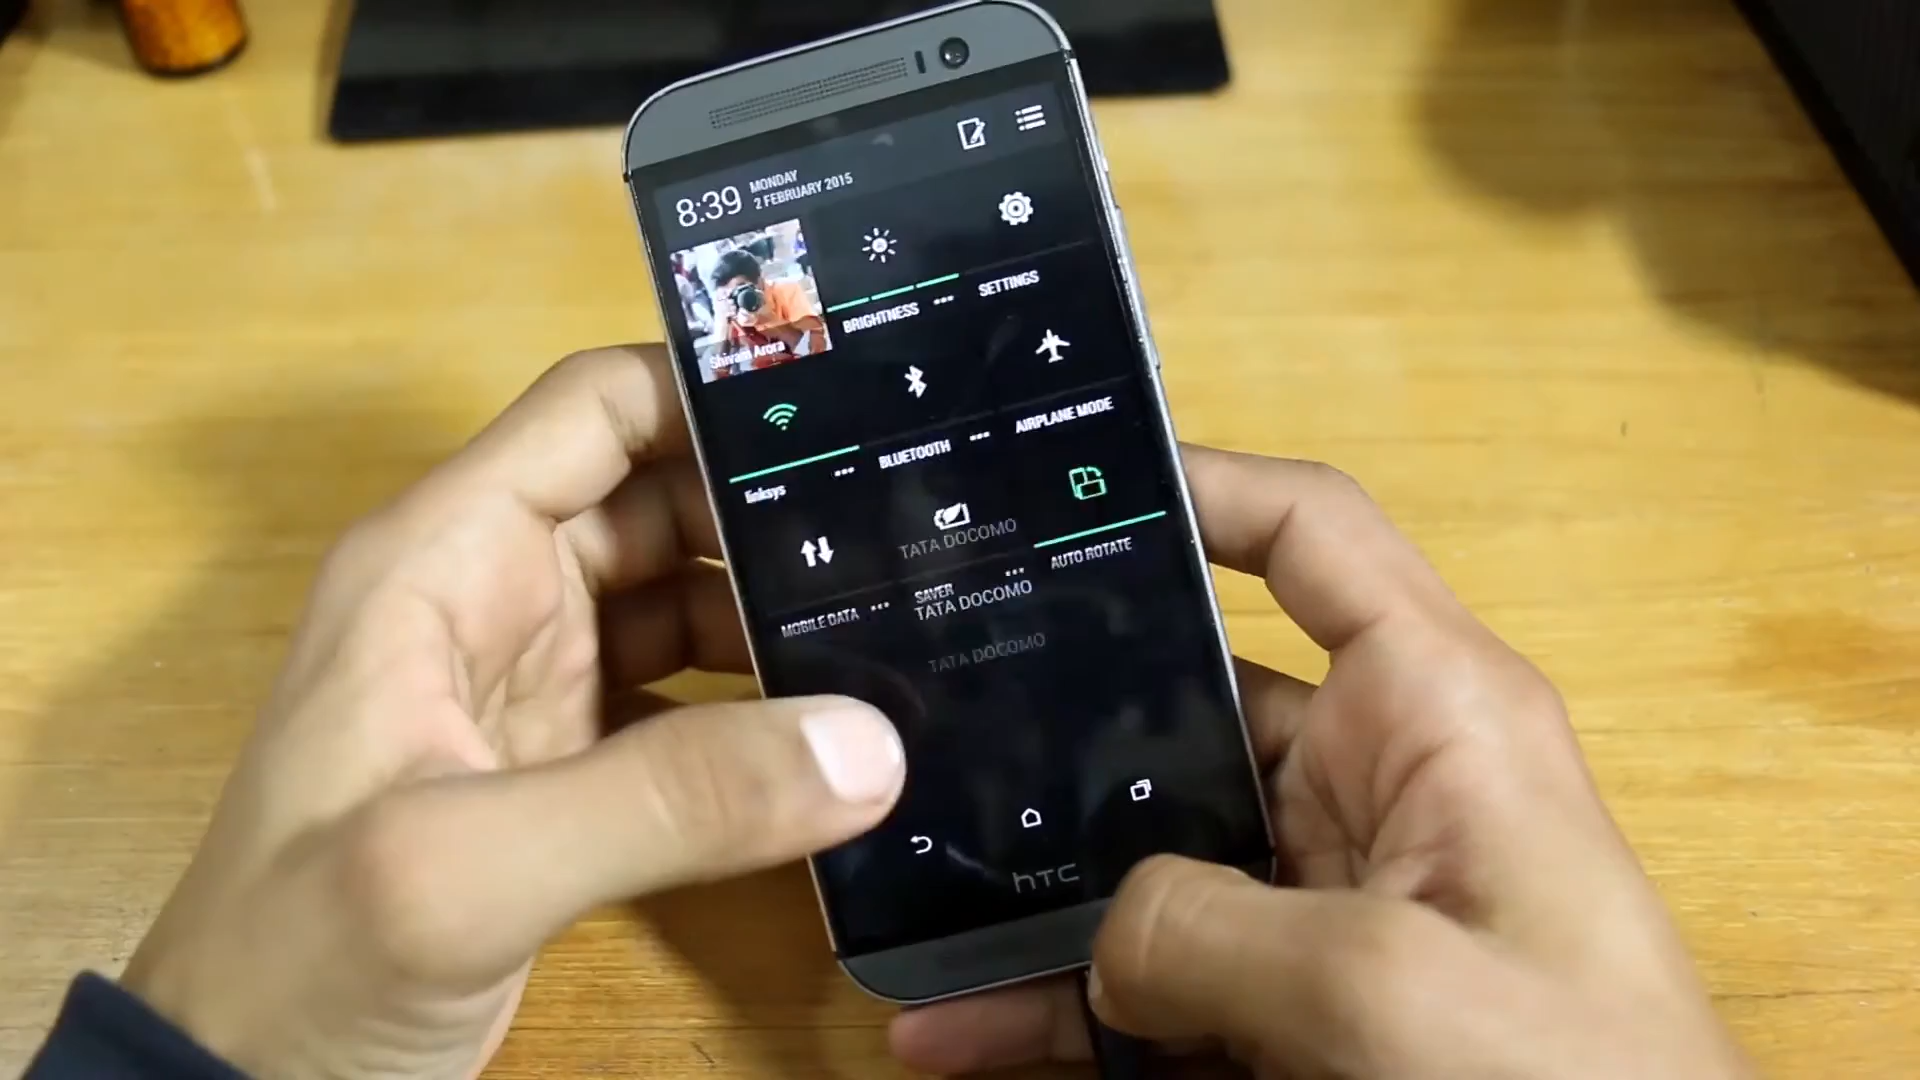 8:39
MONDAY
2 FEBRUARY 2015
Shivam Arora
BRIGHTNESS
SETTINGS
linksys
BLUETOOTH
AIRPLANE MODE
TATA DOCOMO
MOBILE DATA
SAVER
AUTO ROTATE
TATA DOCOMO
TATA DOCOMO
hTC